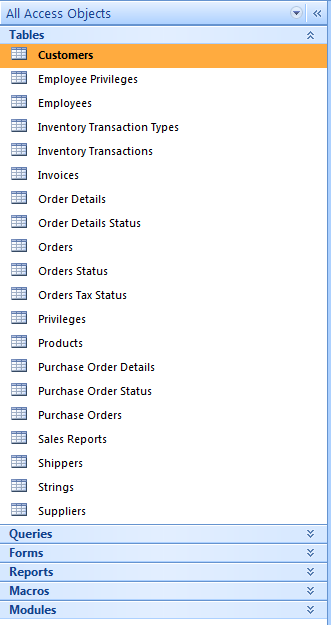 All Access Objects
Tables
Customers
Employee Privileges
Employees
Inventory Transaction Types
Inventory Transactions
Invoices
Order Details
Order Details Status
Orders
Orders Status
Orders Tax Status
Privileges
Products
Purchase Order Details
Purchase Order Status
Purchase Orders
Sales Reports
Shippers
Strings
Suppliers
Queries
Forms
Reports
Macros
Modules